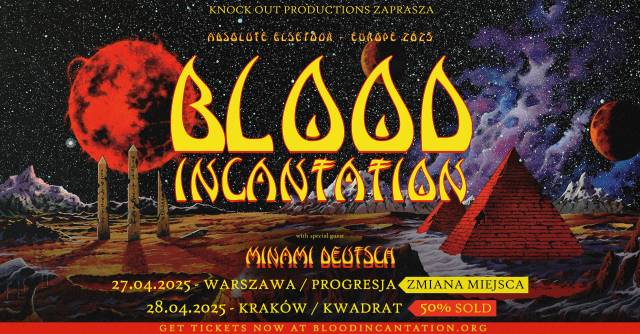 KNOCK OUT PRODUCTIONS ZAPRASZA
ABSOLUTE ELSETOUR - EUROPE 2025
BLOOD
INCANTATION
with special guest
MINAMI DEUTSCH
27.04.2025 - WARSZAWA / PROGRESJA ZMIANA MIEJSCA
28.04.2025 - KRAKÓW / KWADRAT 50% SOLD
GET TICKETS NOW AT BLOODINCANTATION.ORG